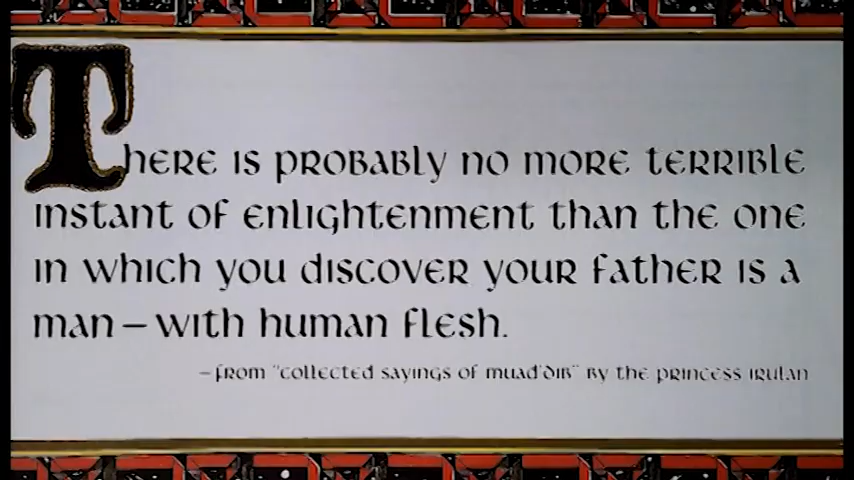 There is probably no more terrible
instant of enlightenment than the one
in which you discover your father is a
man – with human flesh.
– from "Collected Sayings of Muad'Dib" by the Princess Irulan